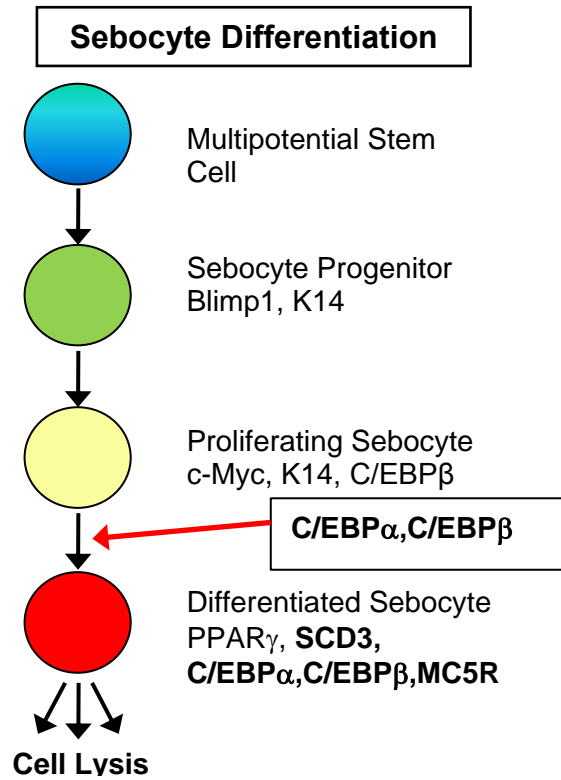 Sebocyte Differentiation
Multipotential Stem
Cell
Sebocyte Progenitor
Blimp1, K14
Proliferating Sebocyte
c-Myc, K14, C/EBPβ
C/EBPα,C/EBPβ
Differentiated Sebocyte
PPARγ, SCD3,
C/EBPα,C/EBPβ,MC5R
Cell Lysis